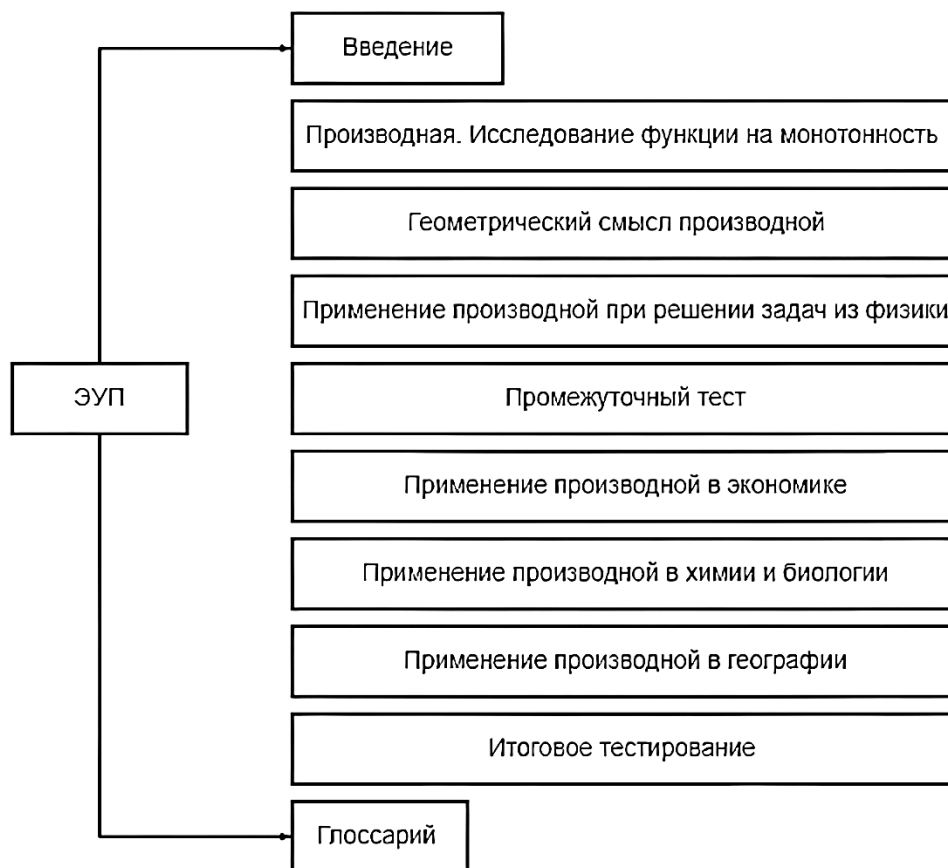 Введение
Производная. Исследование функции на монотонность
Геометрический смысл производной
Применение производной при решении задач из физики
ЭУП
Промежуточный тест
Применение производной в экономике
Применение производной в химии и биологии
Применение производной в географии
Итоговое тестирование
Глоссарий